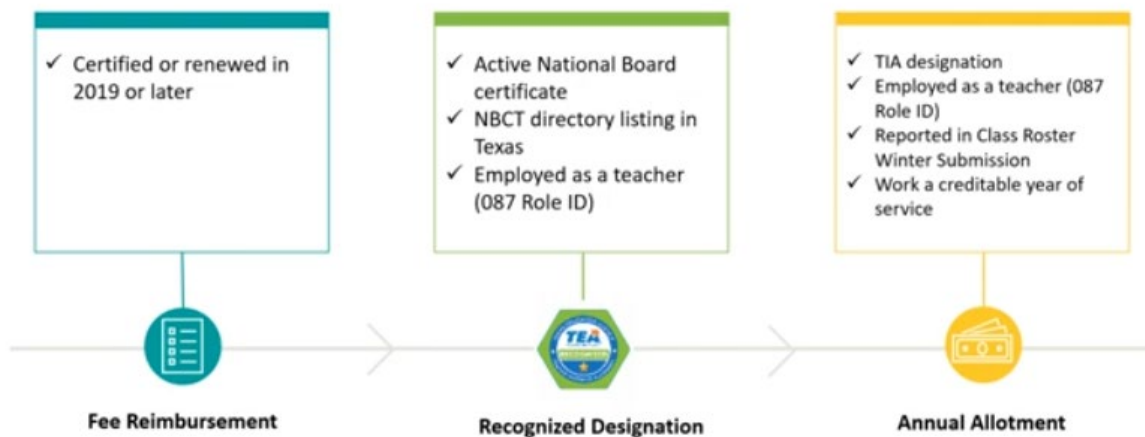 ✓ Certified or renewed in
2019 or later
✓ Active National Board
certificate
✓ NBCT directory listing in
Texas
✓ Employed as a teacher
(087 Role ID)
✓ TIA designation
✓ Employed as a teacher (087
Role ID)
✓ Reported in Class Roster
Winter Submission
✓ Work a creditable year of
service
TEA
RECOGNIZED
Fee Reimbursement
Recognized Designation
Annual Allotment